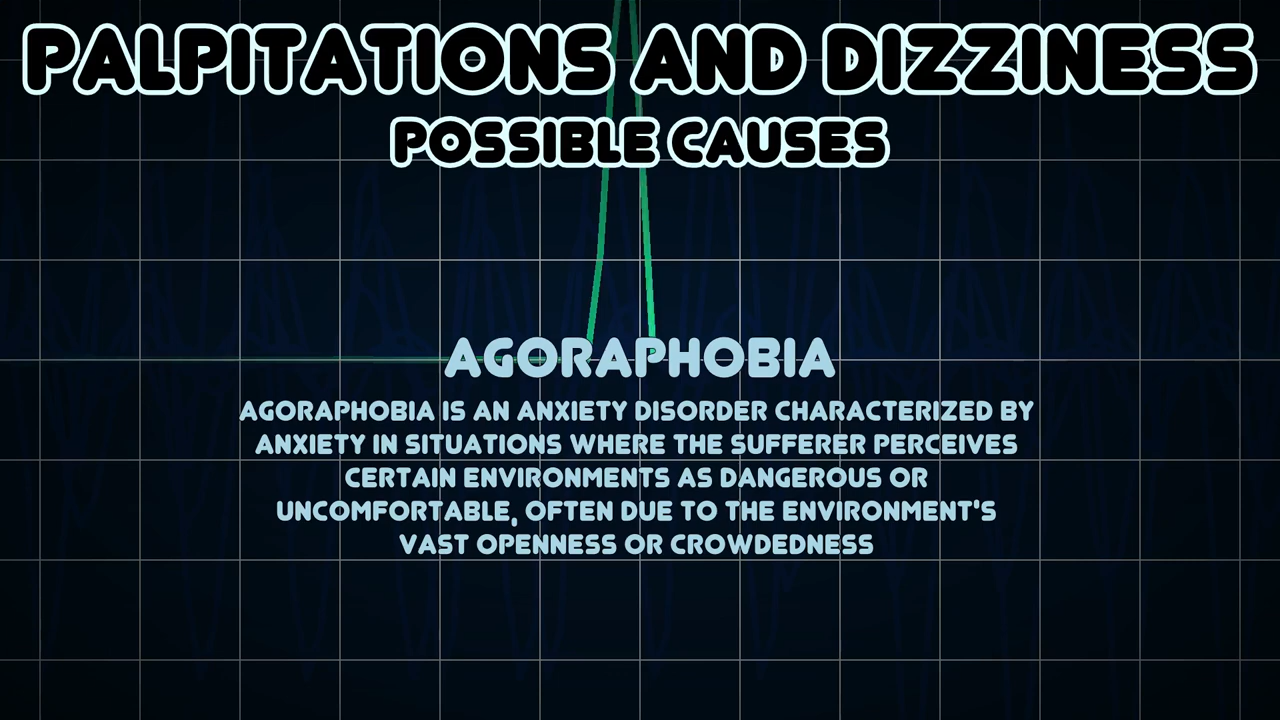 PALPITATIONS AND DIZZINESS
POSSIBLE CAUSES
AGORAPHOBIA
AGORAPHOBIA IS AN ANXIETY DISORDER CHARACTERIZED BY
ANXIETY IN SITUATIONS WHERE THE SUFFERER PERCEIVES
CERTAIN ENVIRONMENTS AS DANGEROUS OR
UNCOMFORTABLE, OFTEN DUE TO THE ENVIRONMENT'S
VAST OPENNESS OR CROWDEDNESS